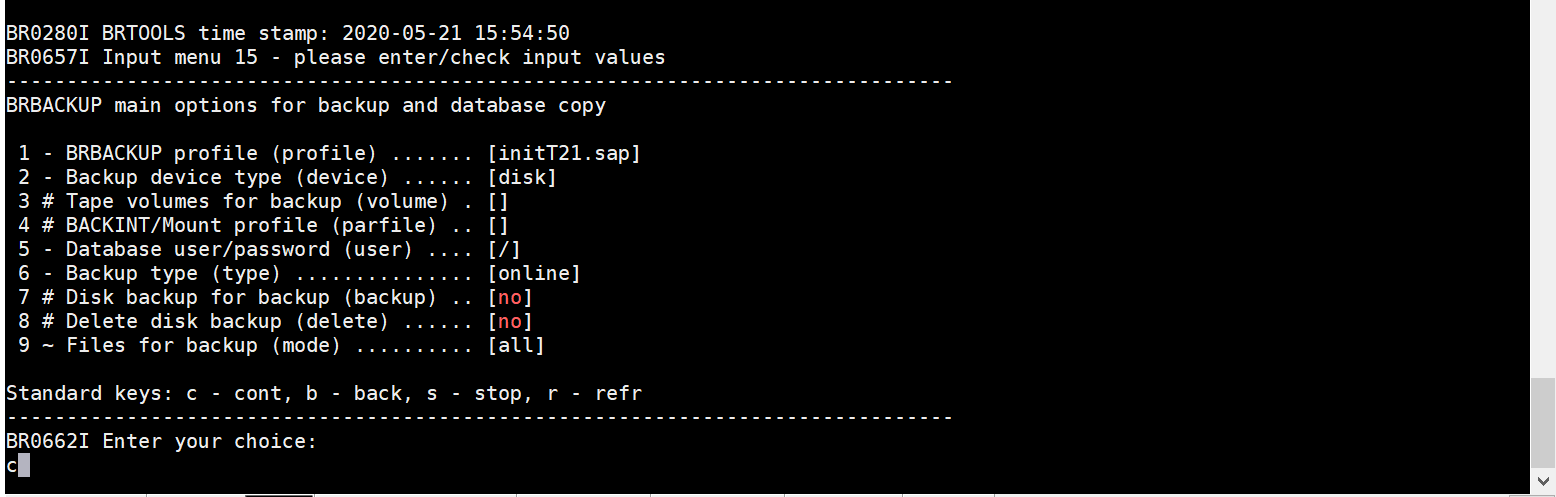 BR0280I BRTOOLS time stamp: 2020-05-21 15:54:50
BR0657I Input menu 15 - please enter/check input values
-------------------------------------------------------------------------------
BRBACKUP main options for backup and database copy
1 - BRBACKUP profile (profile) ....... [initT21.sap]
2 - Backup device type (device) ...... [disk]
3 # Tape volumes for backup (volume) . []
4 # BACKINT/Mount profile (parfile) .. []
5 - Database user/password (user) .... [/]
6 - Backup type (type) ............... [online]
7 # Disk backup for backup (backup) .. [no]
8 # Delete disk backup (delete) ...... [no]
9 ~ Files for backup (mode) .......... [all]
Standard keys: c - cont, b - back, s - stop, r - refr
-------------------------------------------------------------------------------
BR0662I Enter your choice:
c